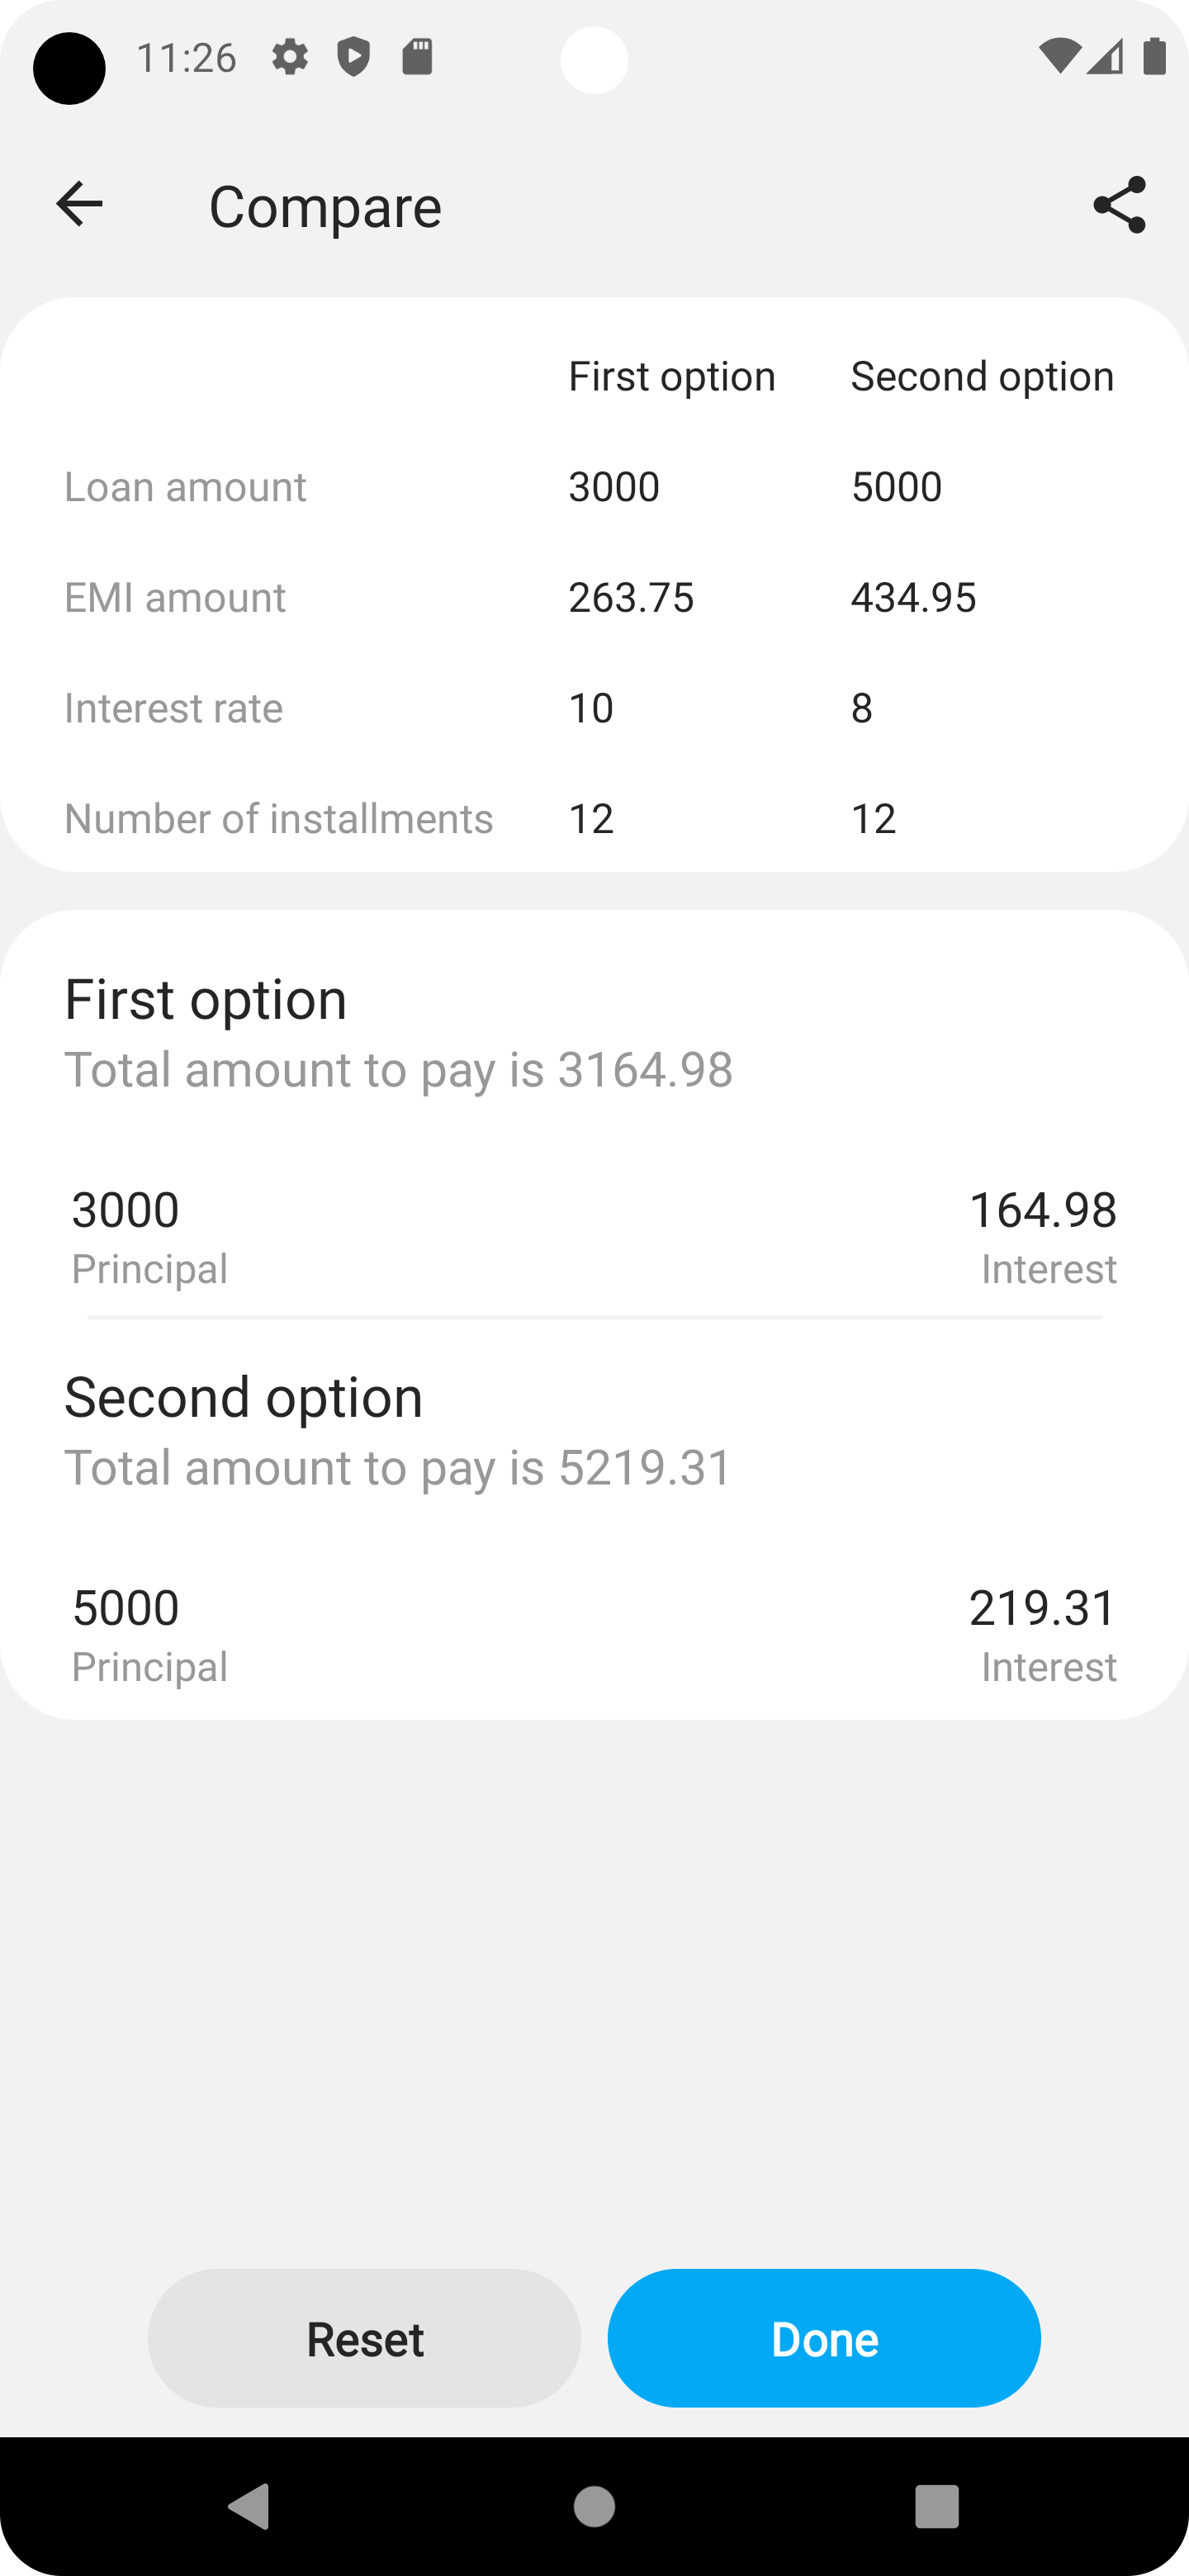 11:26
Compare
First option Second option
Loan amount 3000 5000
EMI amount 263.75 434.95
Interest rate 10 8
Number of installments 12 12
First option
Total amount to pay is 3164.98
3000 164.98
Principal Interest
Second option
Total amount to pay is 5219.31
5000 219.31
Principal Interest
Reset Done